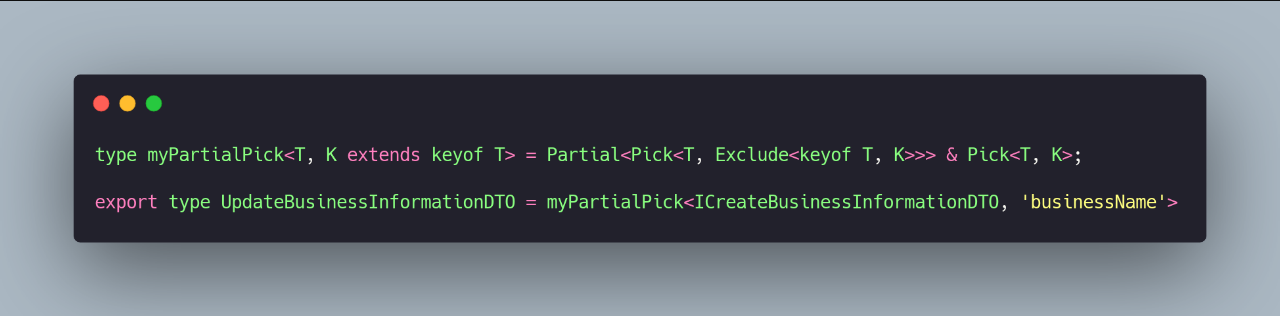 type myPartialPick<T, K extends keyof T> = Partial<Pick<T, Exclude<keyof T, K>>> & Pick<T, K>;
export type UpdateBusinessInformationDTO = myPartialPick<ICreateBusinessInformationDTO, 'businessName'>